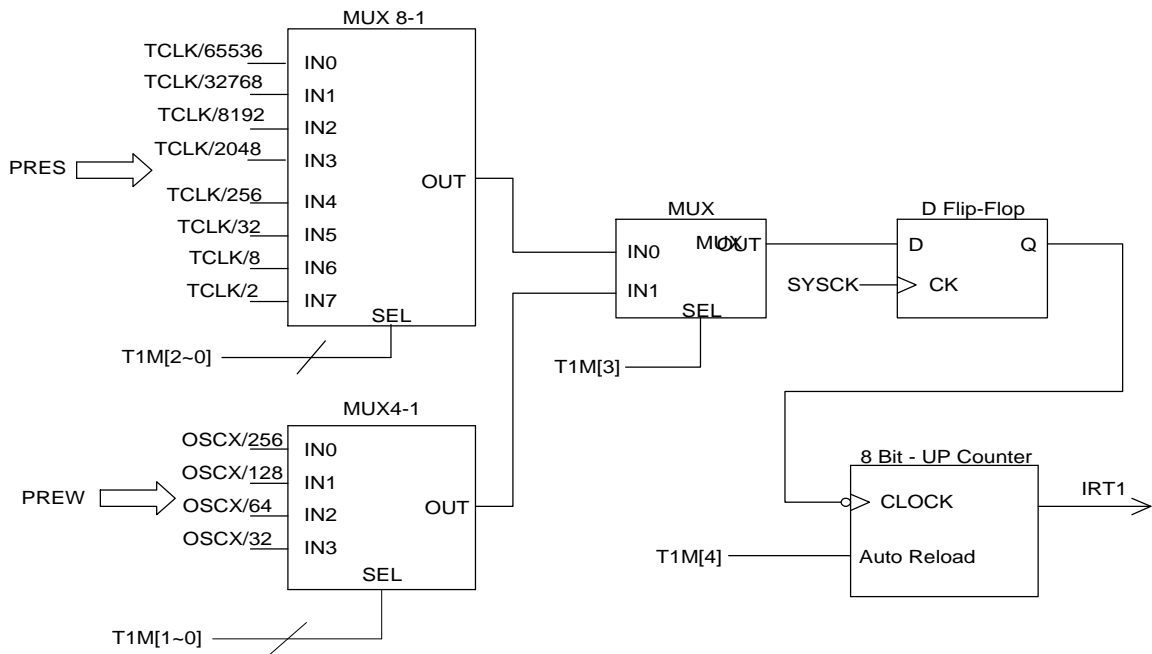 MUX 8-1
TCLK/65536
IN0
TCLK/32768
IN1
TCLK/8192
IN2
TCLK/2048
IN3
PRES
OUT
TCLK/256
IN4
TCLK/32
IN5
TCLK/8
IN6
TCLK/2
IN7
SEL
T1M[2~0]
MUX
IN0
MUX
OUT
IN1
SEL
T1M[3]
D Flip-Flop
D
Q
SYSCK
CK
MUX4-1
OSCX/256
IN0
OSCX/128
IN1
PREW
OSCX/64
IN2
OUT
OSCX/32
IN3
SEL
T1M[1~0]
8 Bit - UP Counter
CLOCK
IRT1
T1M[4]
Auto Reload